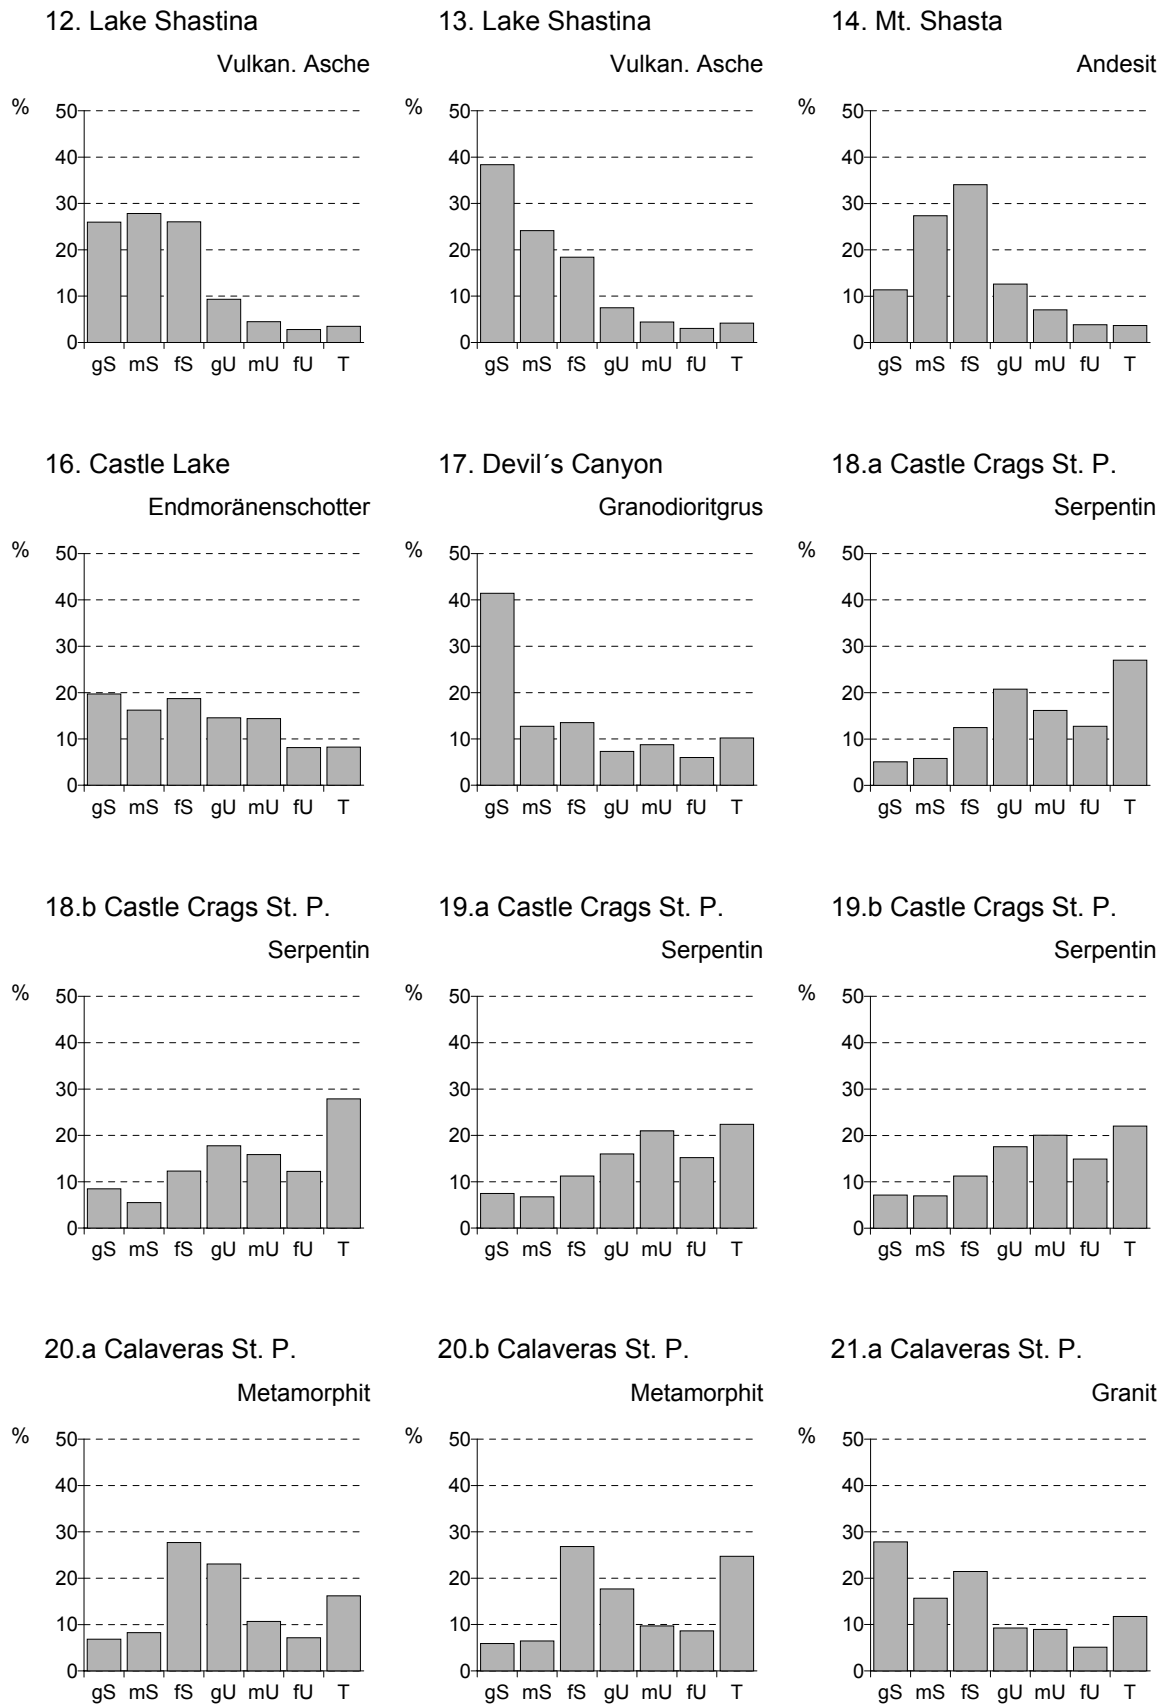 12. Lake Shastina
Vulkan. Asche
%
50
40
30
20
10
0
gS mS fS gU mU fU T
13. Lake Shastina
Vulkan. Asche
%
50
40
30
20
10
0
gS mS fS gU mU fU T
14. Mt. Shasta
Andesit
%
50
40
30
20
10
0
gS mS fS gU mU fU T
16. Castle Lake
Endmoränenschotter
%
50
40
30
20
10
0
gS mS fS gU mU fU T
17. Devil´s Canyon
Granodioritgrus
%
50
40
30
20
10
0
gS mS fS gU mU fU T
18.a Castle Crags St. P.
Serpentin
%
50
40
30
20
10
0
gS mS fS gU mU fU T
18.b Castle Crags St. P.
Serpentin
%
50
40
30
20
10
0
gS mS fS gU mU fU T
19.a Castle Crags St. P.
Serpentin
%
50
40
30
20
10
0
gS mS fS gU mU fU T
19.b Castle Crags St. P.
Serpentin
%
50
40
30
20
10
0
gS mS fS gU mU fU T
20.a Calaveras St. P.
Metamorphit
%
50
40
30
20
10
0
gS mS fS gU mU fU T
20.b Calaveras St. P.
Metamorphit
%
50
40
30
20
10
0
gS mS fS gU mU fU T
21.a Calaveras St. P.
Granit
%
50
40
30
20
10
0
gS mS fS gU mU fU T